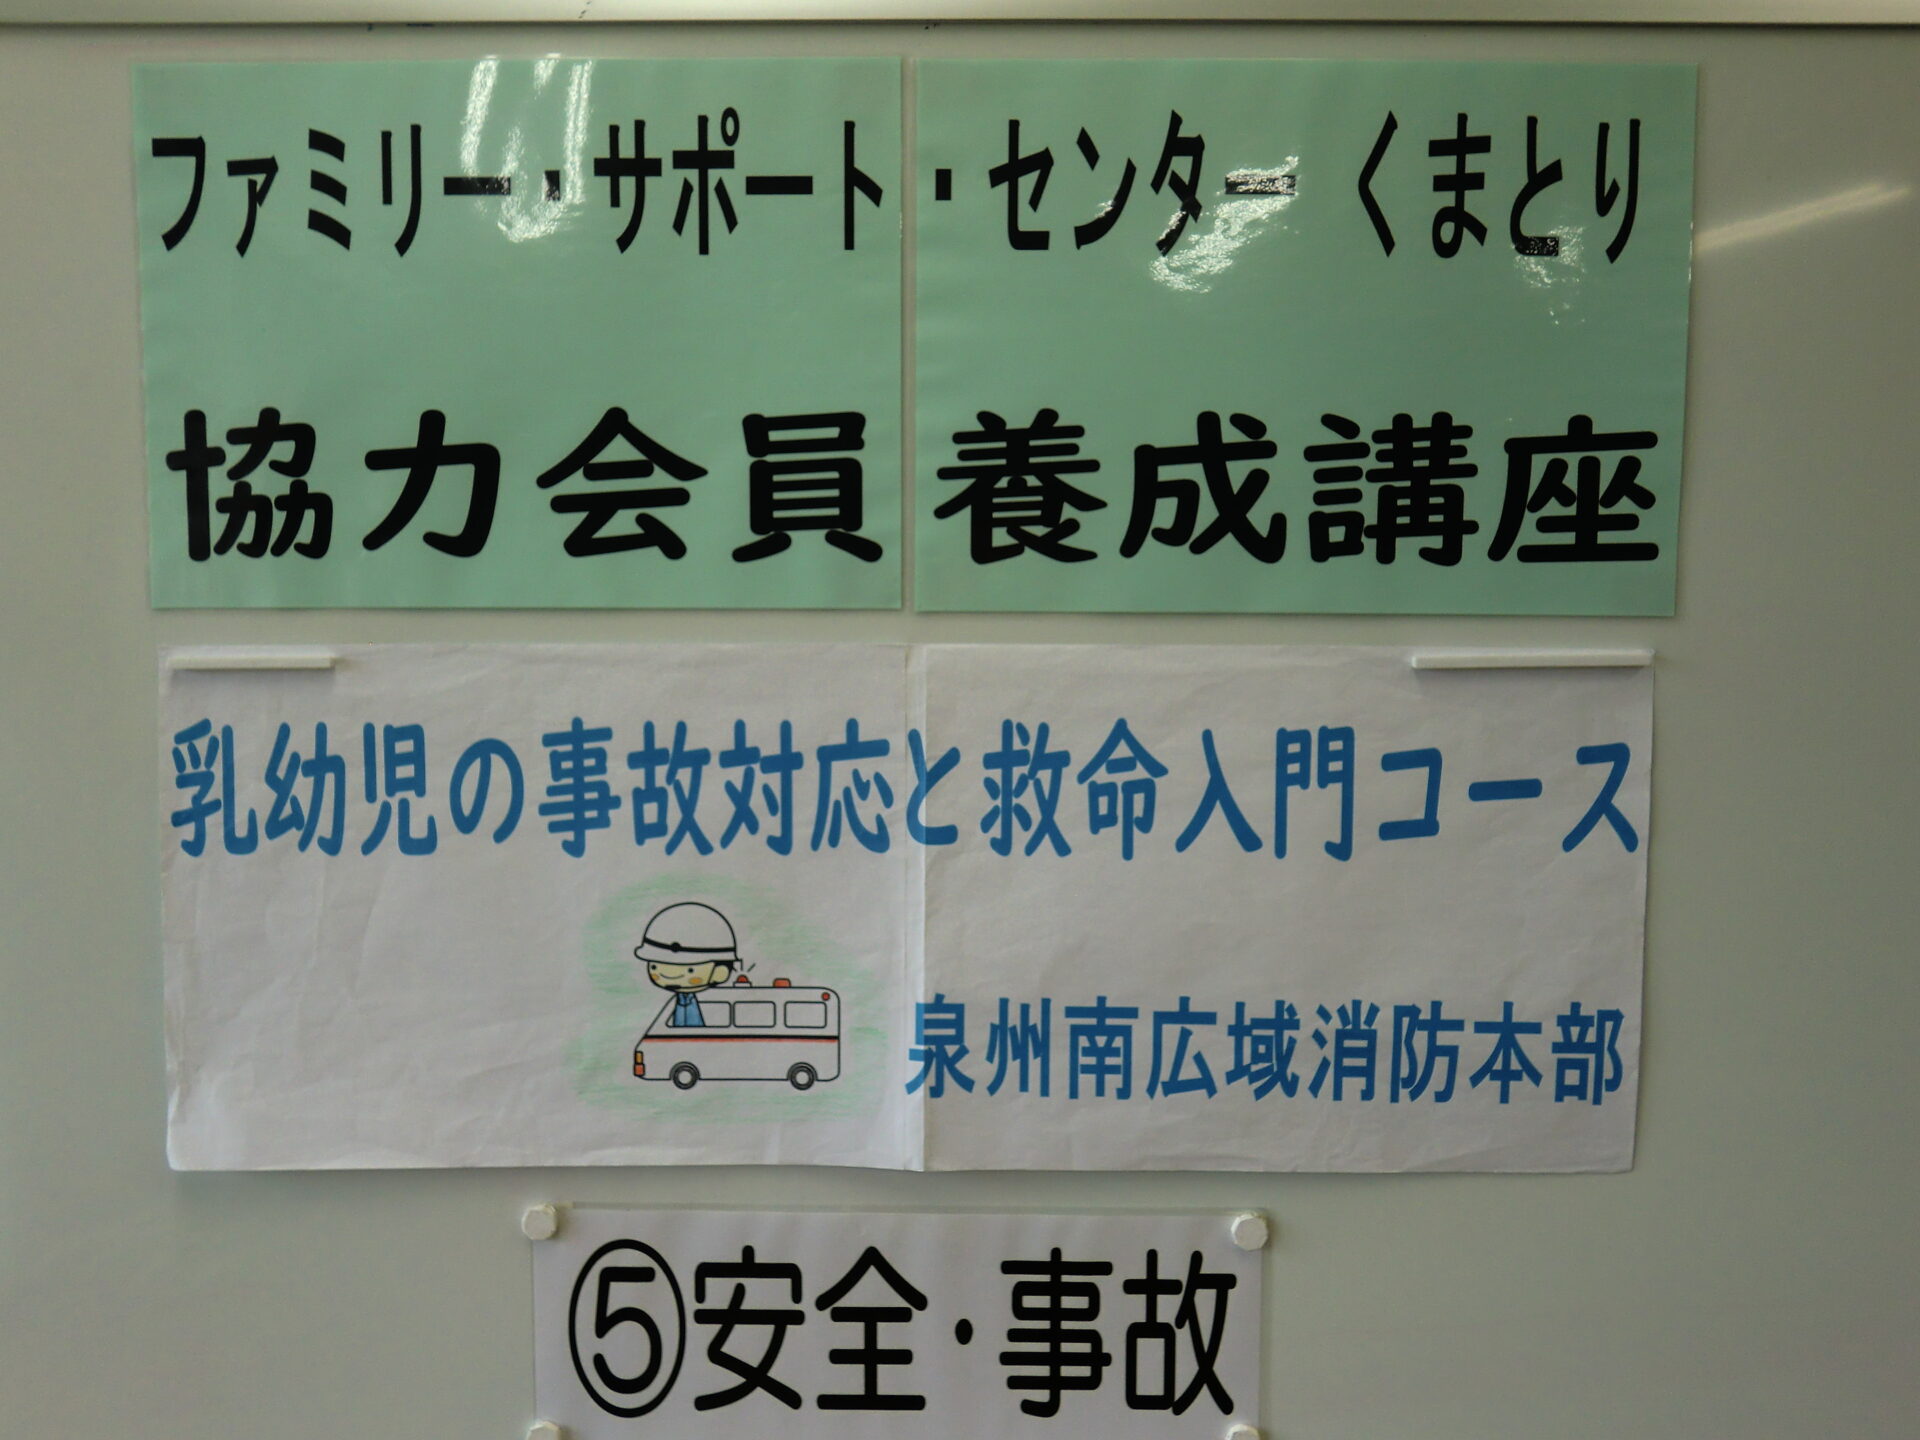 ファミリー・サポート・センター くまとり
協力会員養成講座
乳幼児の事故対応と救命入門コース
泉州南広域消防本部
⑤安全・事故